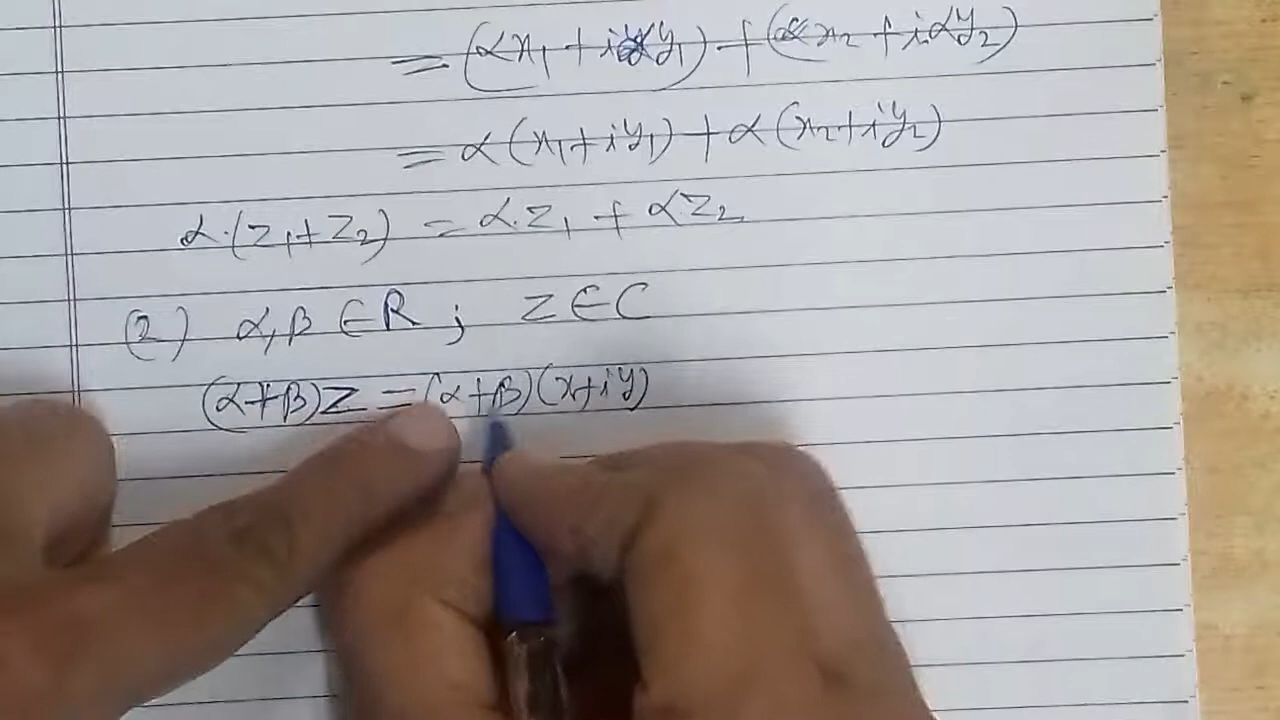 = (αx₁ + iαy₁) + (αx₂ + iαy₂)
= α(x₁+iy₁) + α(x₂+iy₂)
α·(z₁+z₂) = α·z₁ + αz₂
(2) α,β ∈ R ; z ∈ C
(α+β)z = (α+β)(x+iy)